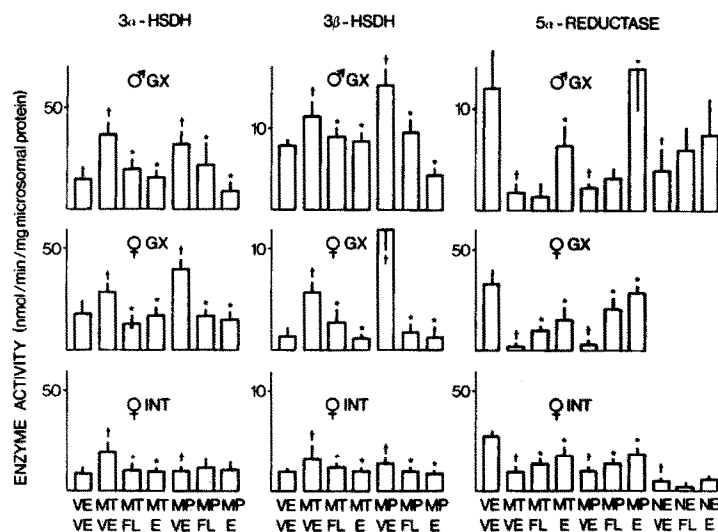 3α-HSDH 3β-HSDH 5α-REDUCTASE
ENZYME ACTIVITY (nmol/min/mg microsomal protein)
50 ♂GX 10 ♂GX 10 ♂GX
50 ♀GX 10 ♀GX 50 ♀GX
50 ♀INT 10 ♀INT 50 ♀INT
VE MT MT MT MP MP MP VE MT MT MT MP MP MP VE MT MT MT MP MP MP NE NE NE
VE VE FL E VE FL E VE VE FL E VE FL E VE VE FL E VE FL E VE FL E